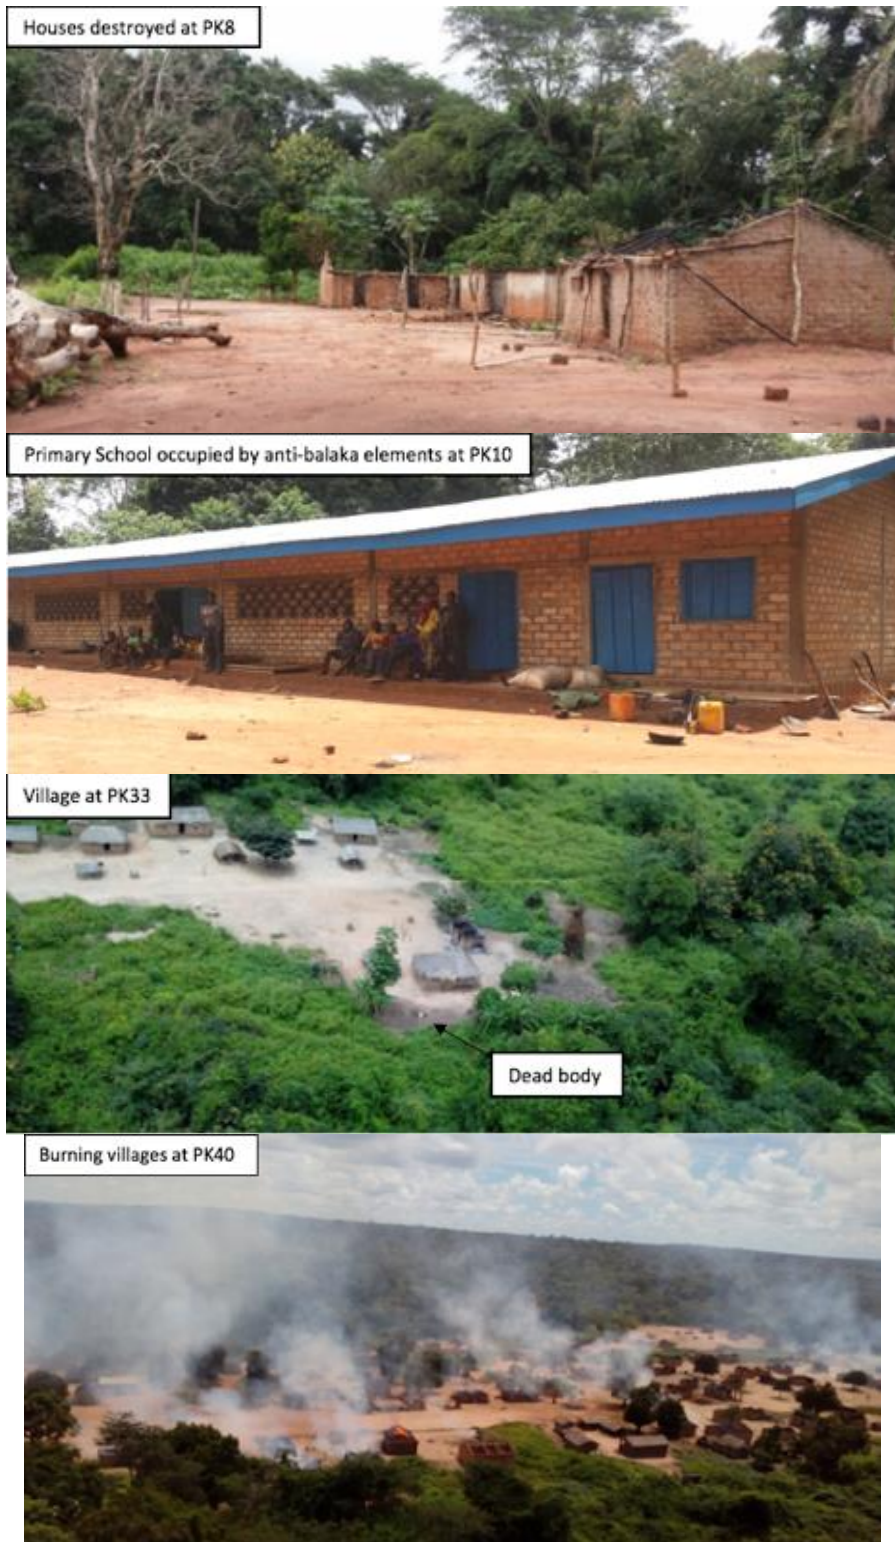 Houses destroyed at PK8
Primary School occupied by anti-balaka elements at PK10
Village at PK33
Dead body
Burning villages at PK40